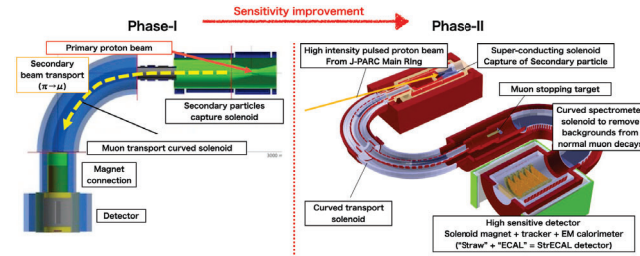 Sensitivity improvement
Phase-I
Primary proton beam
Secondary
beam transport
(π→μ)
Secondary particles
capture solenoid
Muon transport curved solenoid
Magnet
connection
Detector
Phase-II
High intensity pulsed proton beam
From J-PARC Main Ring
Super-conducting solenoid
Capture of Secondary particle
Muon stopping target
Curved spectrometer
solenoid to remove
backgrounds from
normal muon decays
Curved transport
solenoid
High sensitive detector
Solenoid magnet + tracker + EM calorimeter
("Straw" + "ECAL" = StrECAL detector)